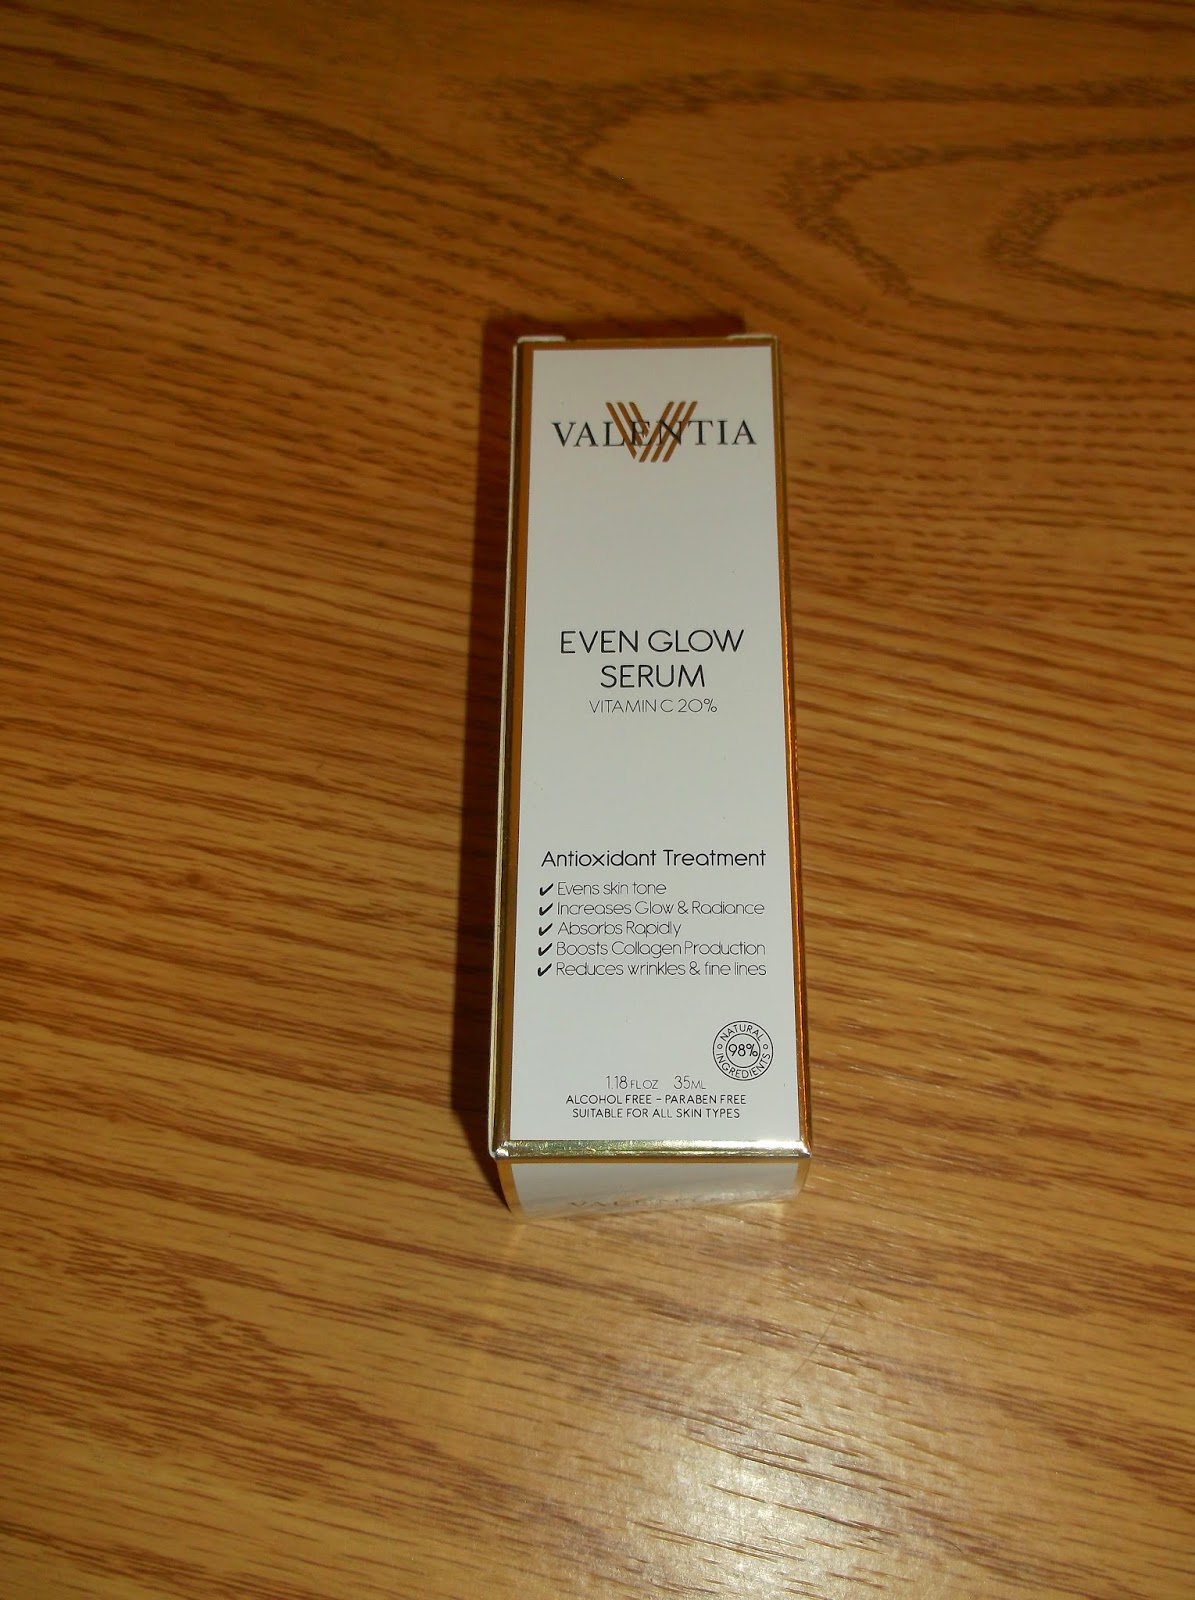 VALENTIA
EVEN GLOW
SERUM
VITAMIN C 20%
Antioxidant Treatment
✔ Evens skin tone
✔ Increases Glow & Radiance
✔ Absorbs Rapidly
✔ Boosts Collagen Production
✔ Reduces wrinkles & fine lines
NATURAL
98%
INGREDIENTS
1.18 FL OZ 35ML
ALCOHOL FREE - PARABEN FREE
SUITABLE FOR ALL SKIN TYPES
VALENTIA